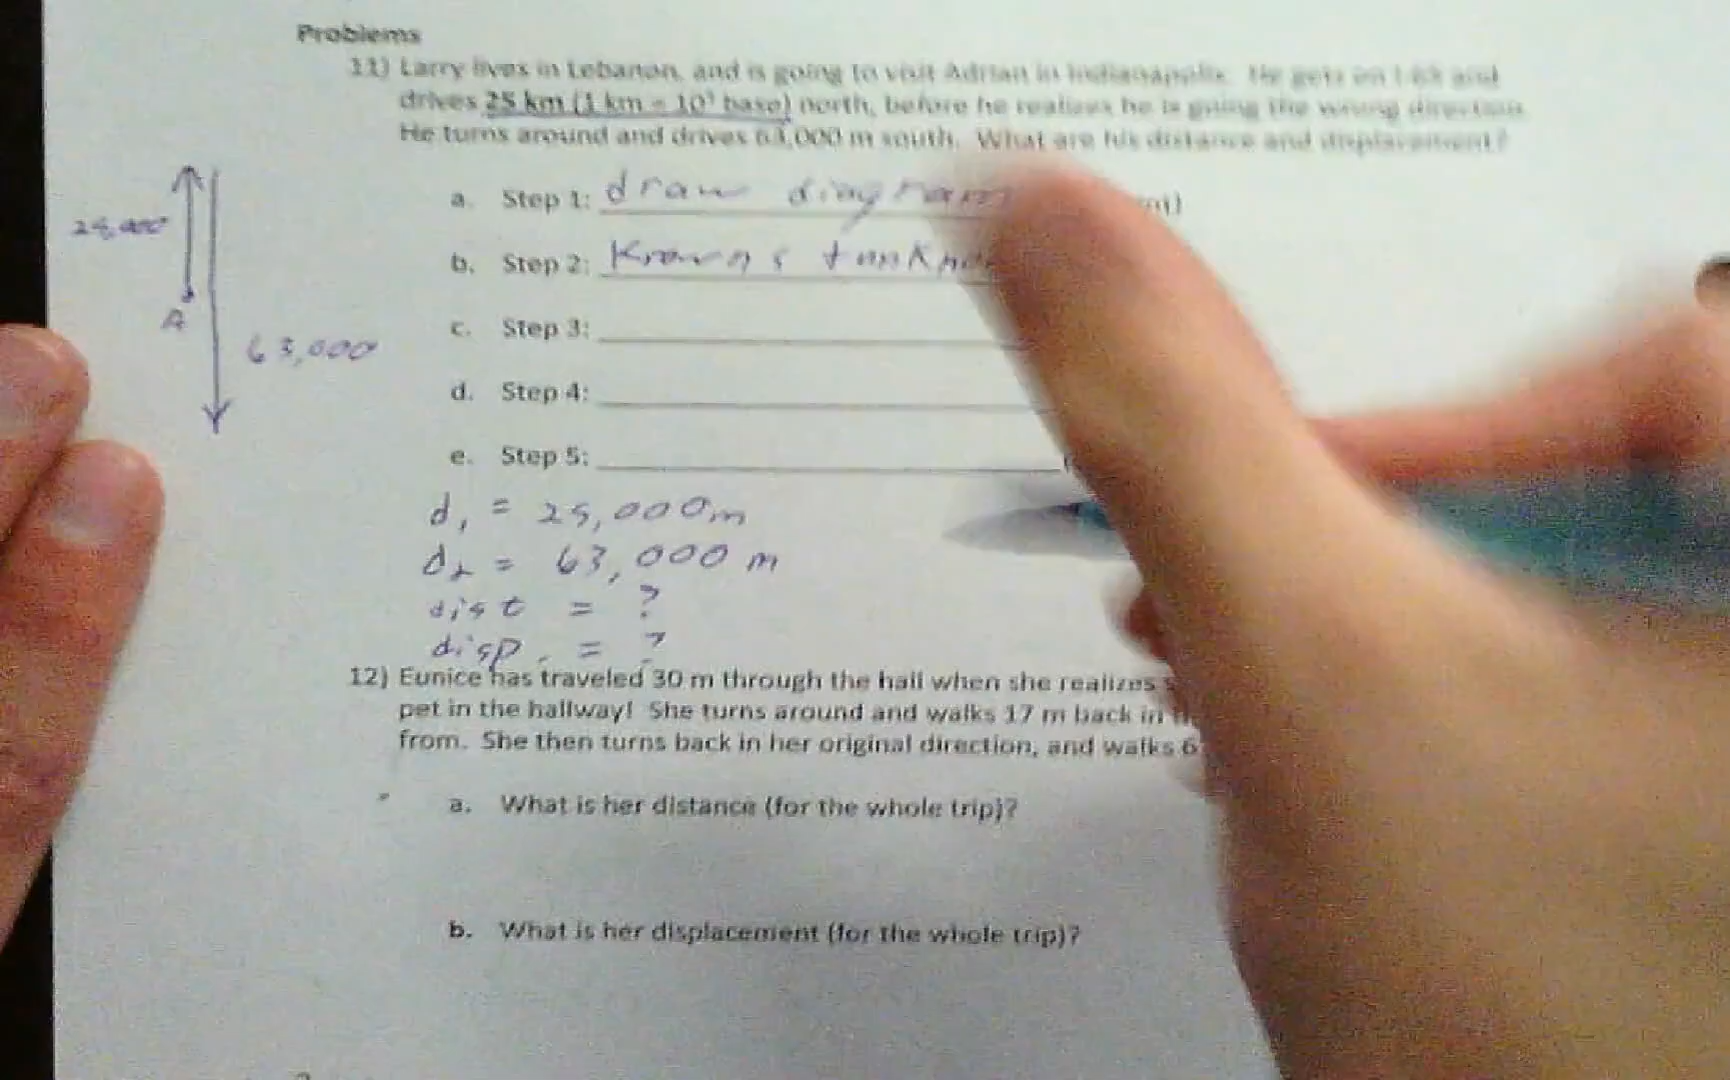 Problems
11) Larry lives in Lebanon, and is going to visit Adrian in Indianapolis. He gets on I-65 and
drives 25 km (1 km = 10³ base) north, before he realizes he is going the wrong direction.
He turns around and drives 63,000 m south. What are his distance and displacement?
a. Step 1: draw diagram
b. Step 2: Knowns +
c. Step 3:
d. Step 4:
e. Step 5:
25,000
A
63,000
d₁ = 25,000m
d₂ = 63,000 m
dist = ?
disp. = ?
12) Eunice has traveled 30 m through the hall when she realizes
pet in the hallway! She turns around and walks 17 m back in
from. She then turns back in her original direction, and walks
a. What is her distance (for the whole trip)?
b. What is her displacement (for the whole trip)?